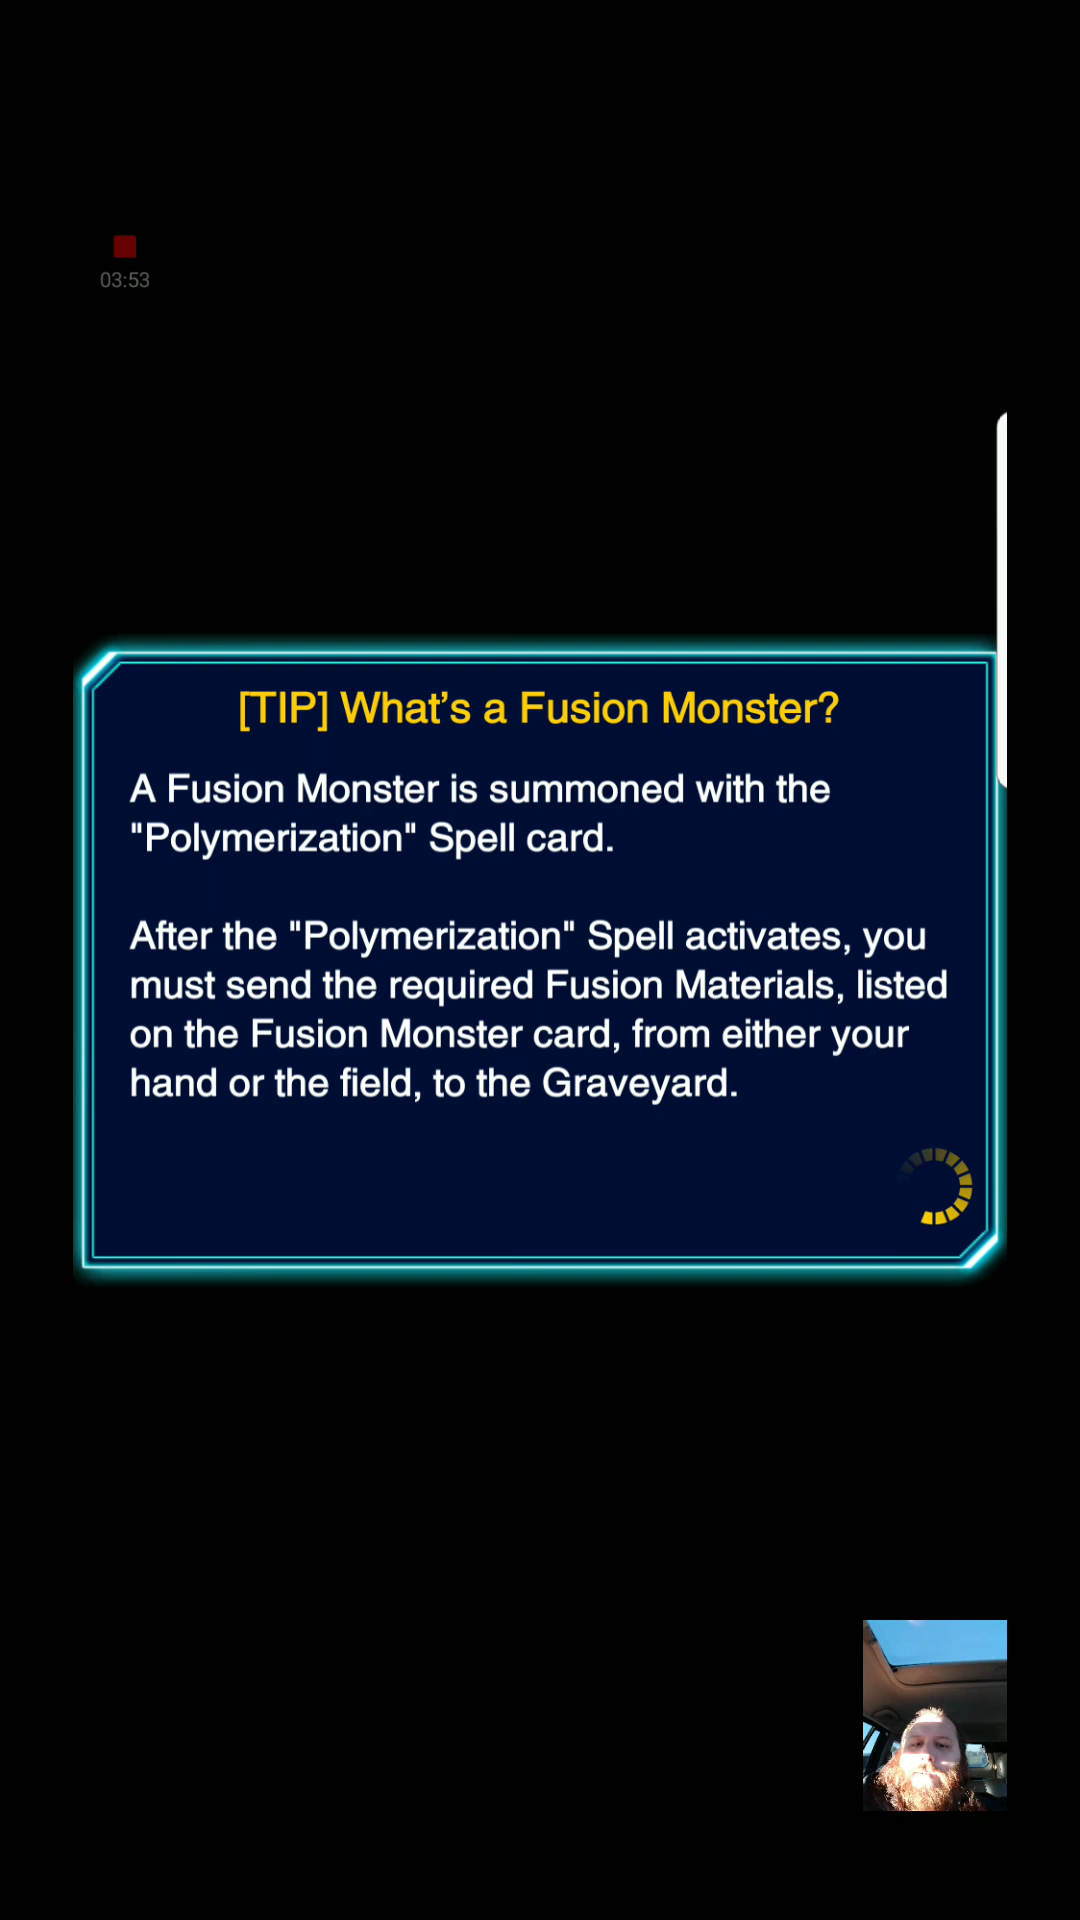 03:53
[TIP] What’s a Fusion Monster?
A Fusion Monster is summoned with the
"Polymerization" Spell card.
After the "Polymerization" Spell activates, you
must send the required Fusion Materials, listed
on the Fusion Monster card, from either your
hand or the field, to the Graveyard.